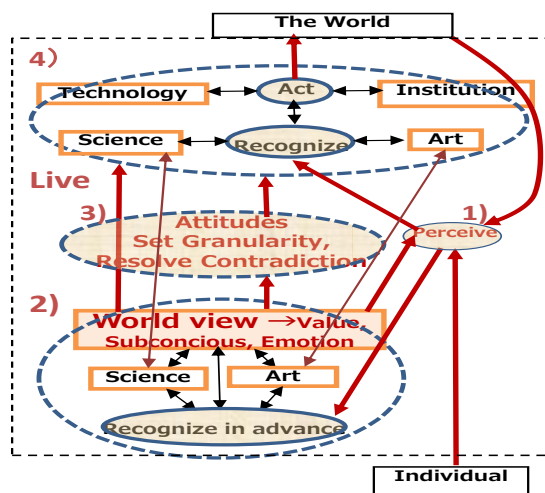 The World
4)
Technology
Act
Institution
Science
Recognize
Art
Live
3)
Attitudes
Set Granularity,
Resolve Contradiction
1)
Perceive
2)
World view →Value,
Subconcious, Emotion
Science
Art
Recognize in advance
Individual